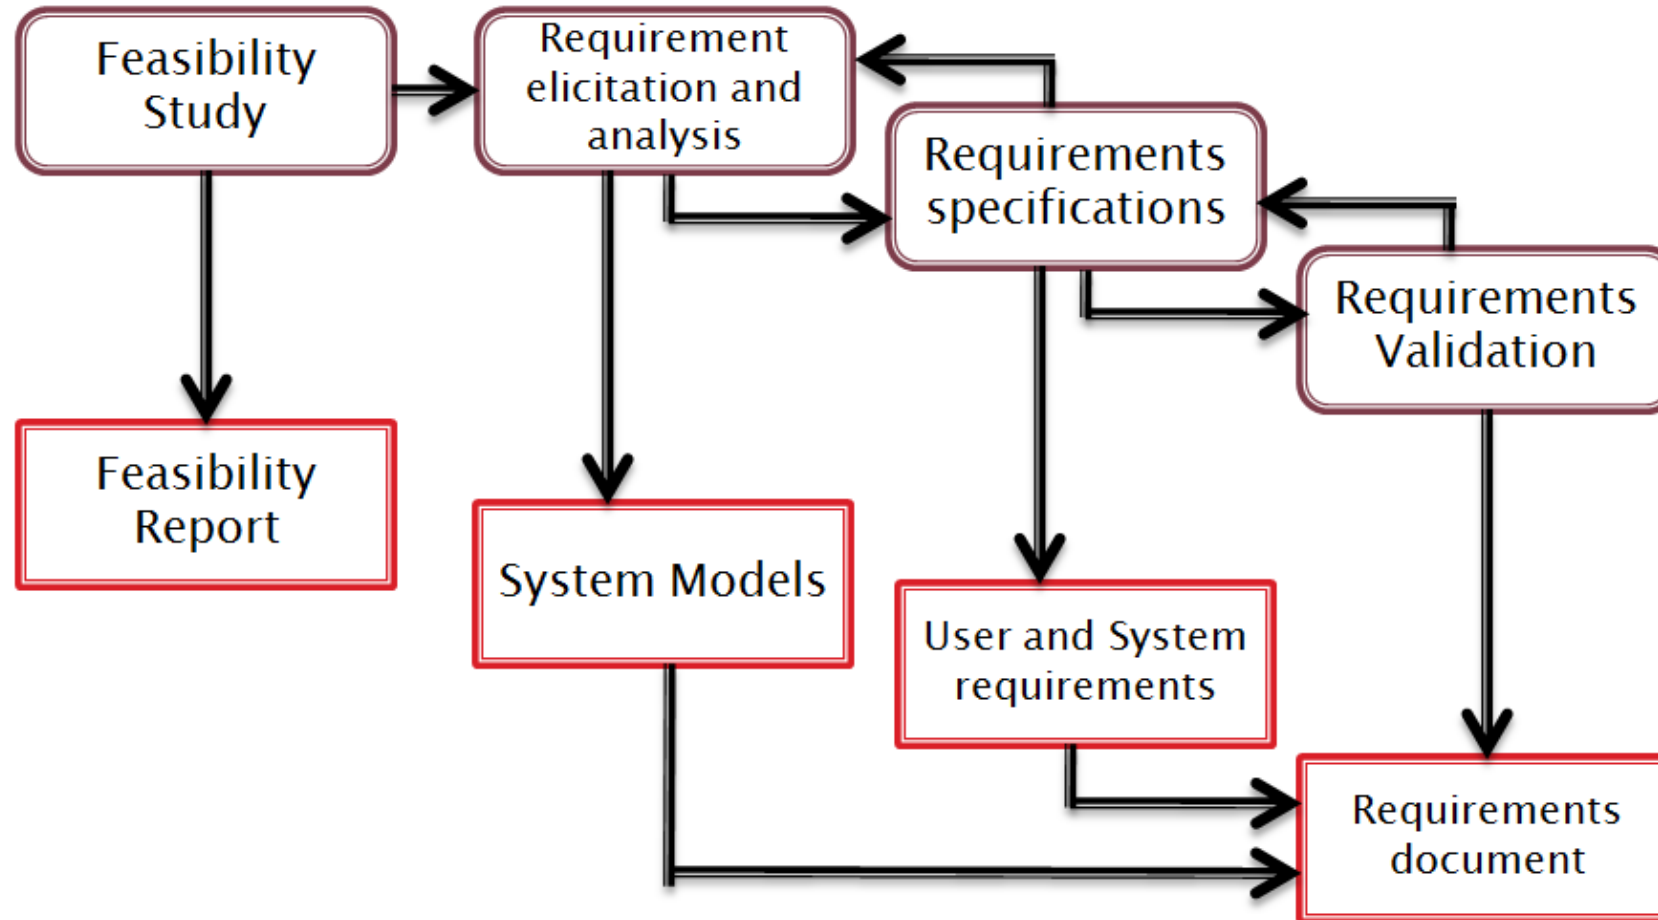 Feasibility
Study
Requirement
elicitation and
analysis
Requirements
specifications
Requirements
Validation
Feasibility
Report
System Models
User and System
requirements
Requirements
document